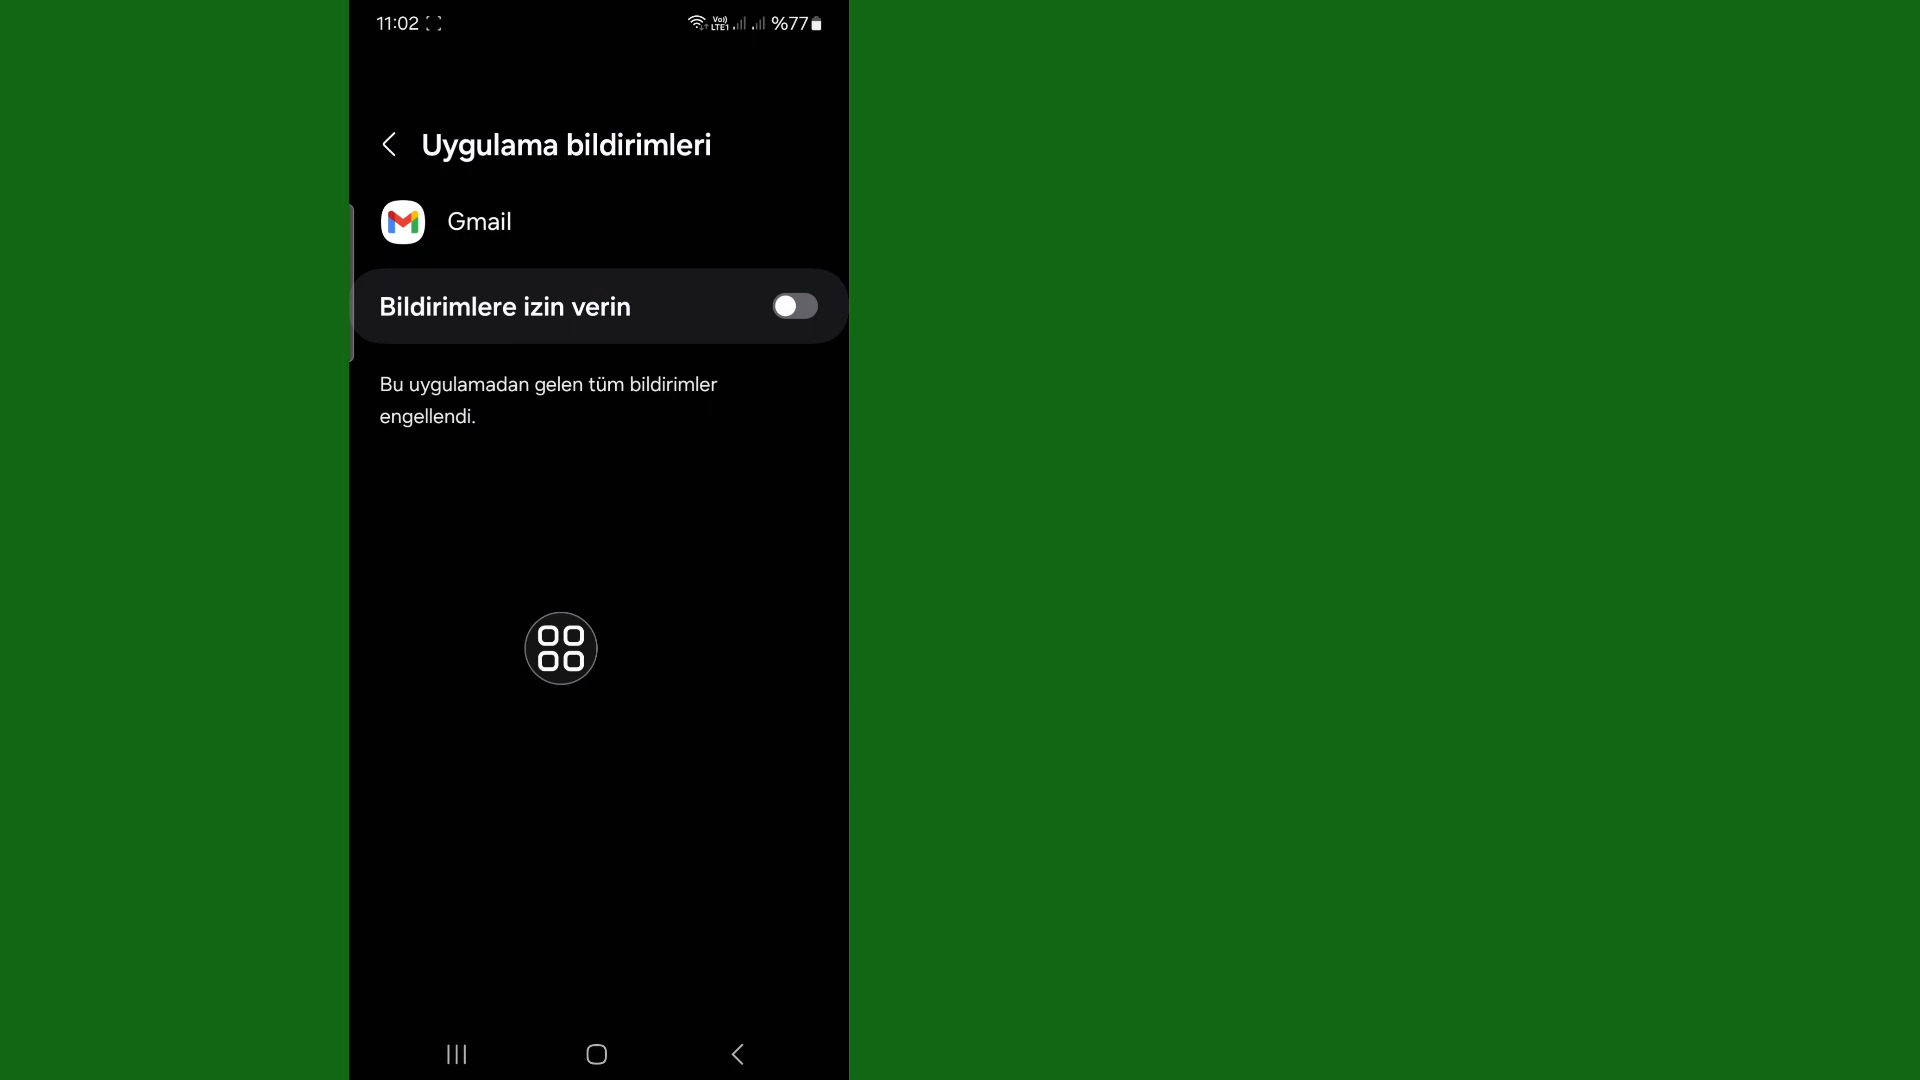 11:02 %77
Uygulama bildirimleri
Gmail
Bildirimlere izin verin
Bu uygulamadan gelen tüm bildirimler
engellendi.